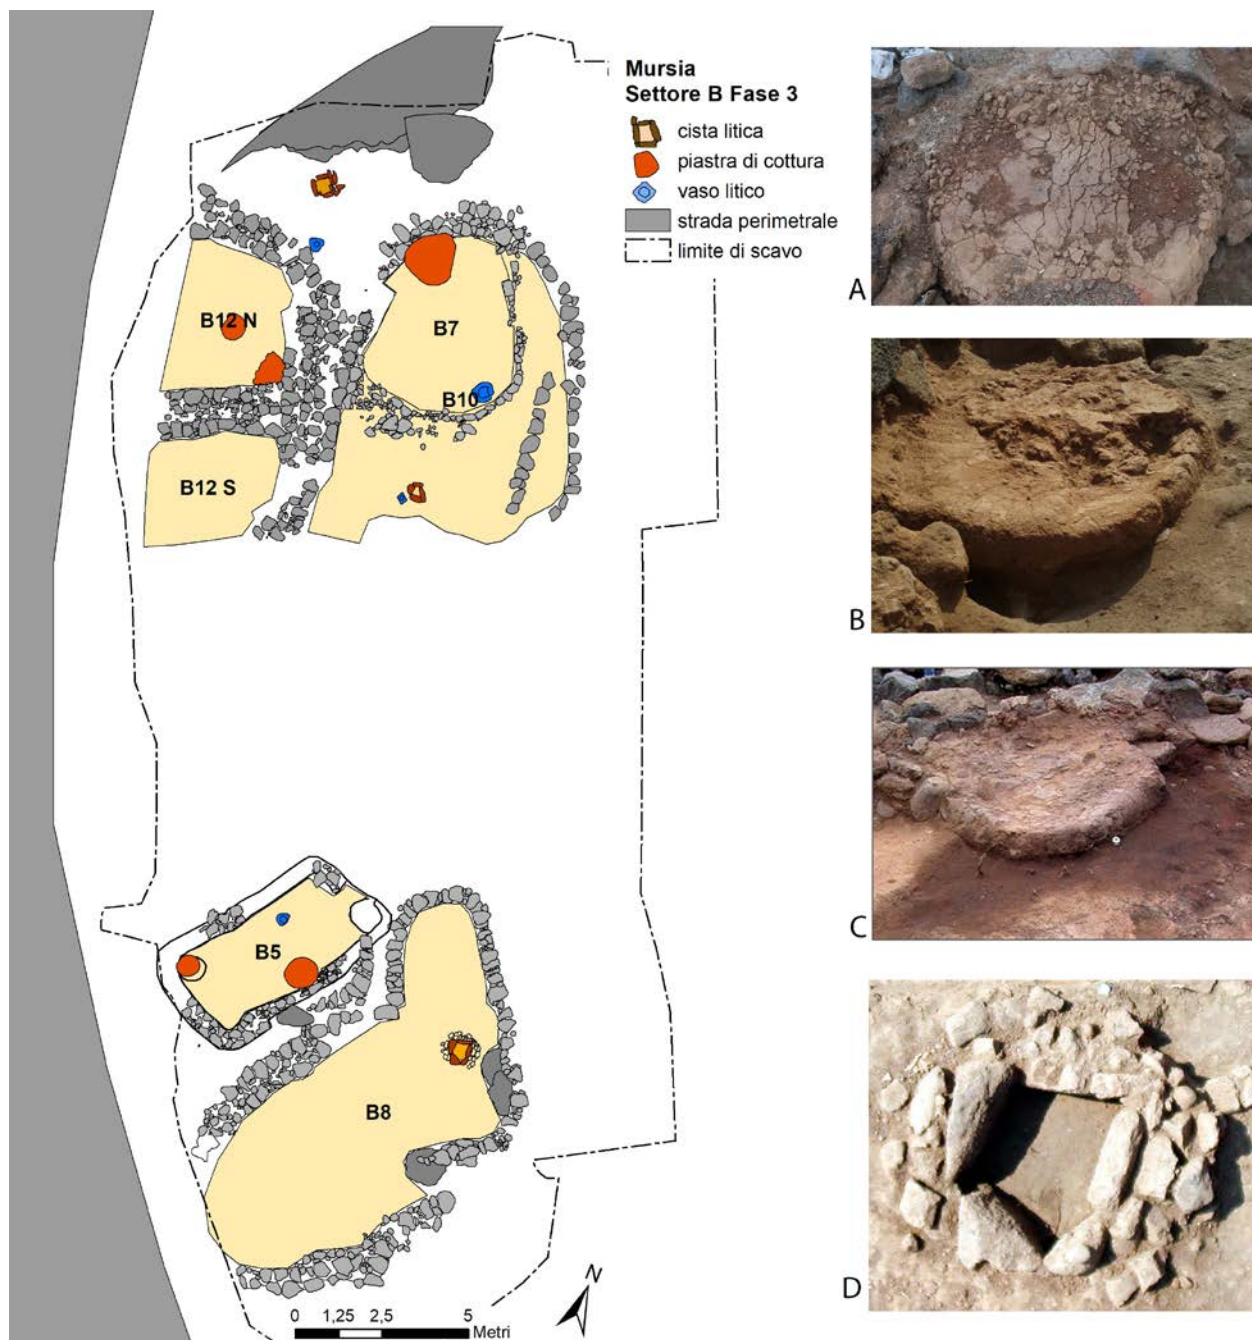 Mursia
Settore B Fase 3
cista litica
piastra di cottura
vaso litico
strada perimetrale
limite di scavo
A
B12 N
B7
B10
B12 S
B
C
B5
B8
D
N
0 1,25 2,5 5
Metri